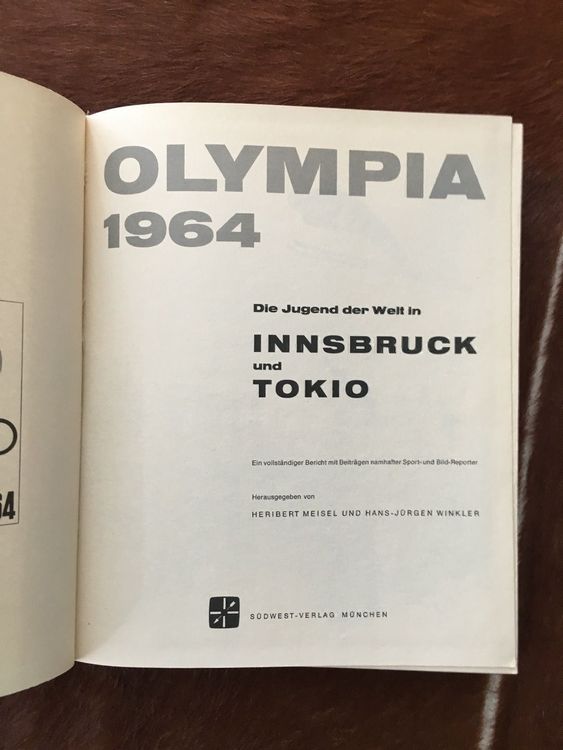 OLYMPIA
1964
Die Jugend der Welt in
INNSBRUCK
und
TOKIO
Ein vollständiger Bericht mit Beiträgen namhafter Sport- und Bild-Reporter
Herausgegeben von
HERIBERT MEISEL UND HANS-JÜRGEN WINKLER
SÜDWEST-VERLAG MÜNCHEN
64